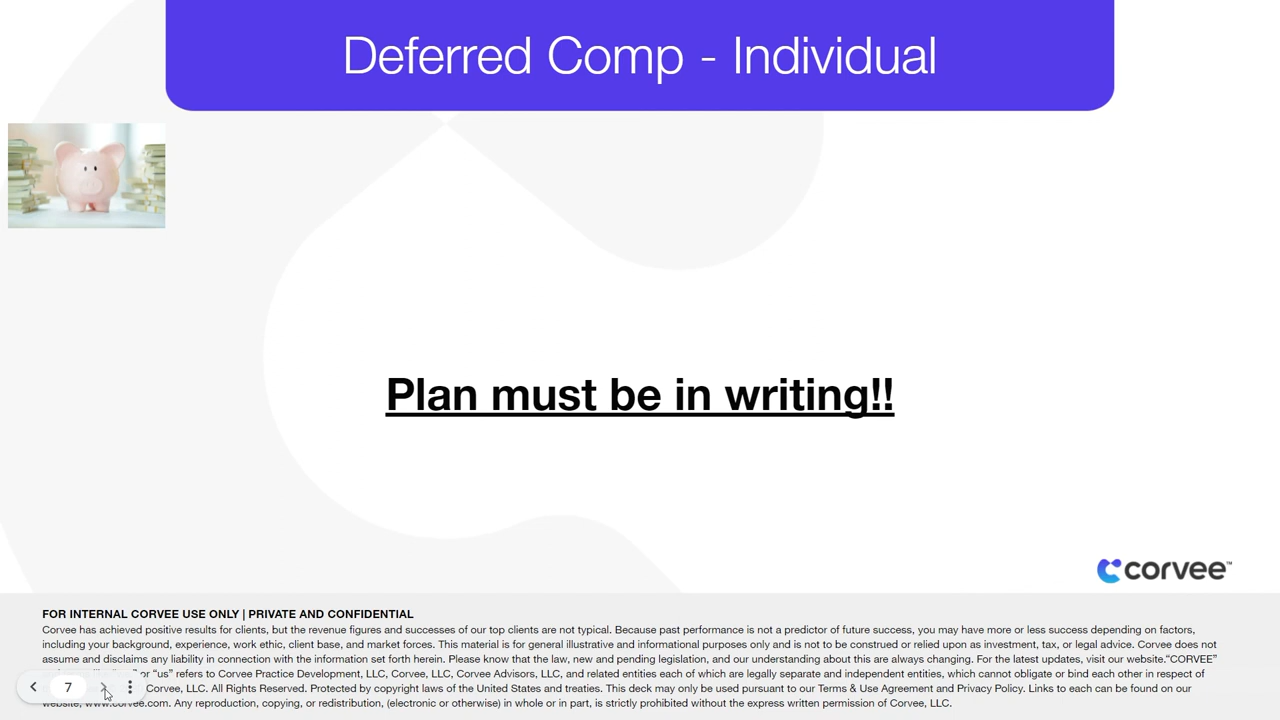 Deferred Comp - Individual
Plan must be in writing!!
corvee™
FOR INTERNAL CORVEE USE ONLY | PRIVATE AND CONFIDENTIAL
Corvee has achieved positive results for clients, but the revenue figures and successes of our top clients are not typical. Because past performance is not a predictor of future success, you may have more or less success depending on factors,
including your background, experience, work ethic, client base, and market forces. This material is for general illustrative and informational purposes only and is not to be construed or relied upon as investment, tax, or legal advice. Corvee does not
assume and disclaims any liability in connection with the information set forth herein. Please know that the law, new and pending legislation, and our understanding about this are always changing. For the latest updates, visit our website.“CORVEE”
or “us” refers to Corvee Practice Development, LLC, Corvee, LLC, Corvee Advisors, LLC, and related entities each of which are legally separate and independent entities, which cannot obligate or bind each other in respect of
7 Corvee, LLC. All Rights Reserved. Protected by copyright laws of the United States and treaties. This deck may only be used pursuant to our Terms & Use Agreement and Privacy Policy. Links to each can be found on our
website, www.corvee.com. Any reproduction, copying, or redistribution, (electronic or otherwise) in whole or in part, is strictly prohibited without the express written permission of Corvee, LLC.